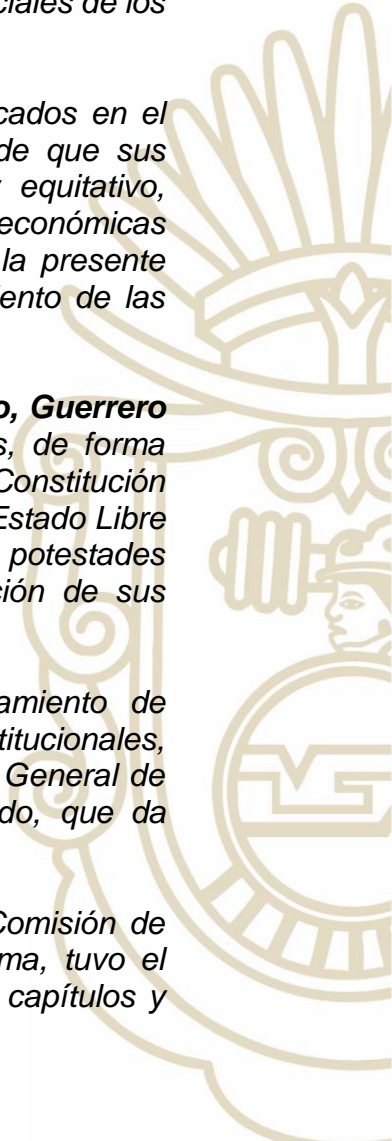 ciales de los
cados en el
de que sus
equitativo,
económicas
la presente
iento de las
o, Guerrero
s, de forma
Constitución
Estado Libre
potestades
ción de sus
amiento de
titucionales,
General de
do, que da
Comisión de
ma, tuvo el
capítulos y